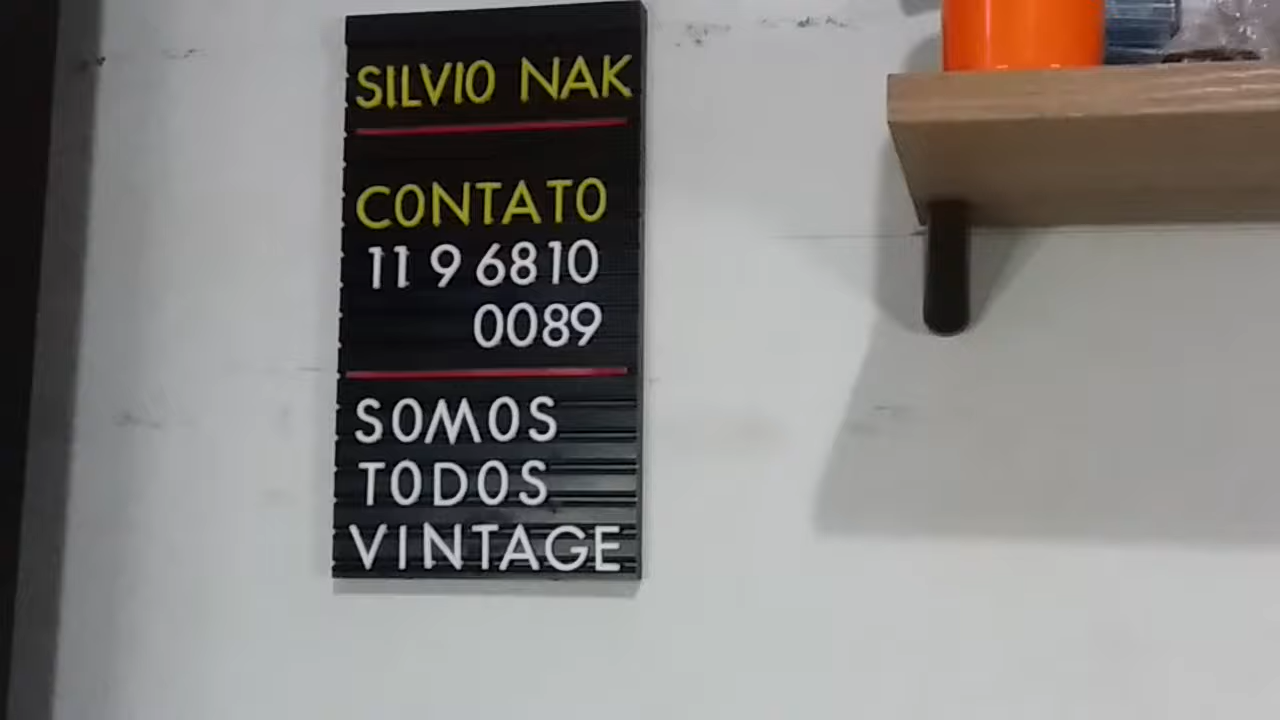 SILVIO NAK
CONTATO
11 9 6810
0089
SOMOS
TODOS
VINTAGE